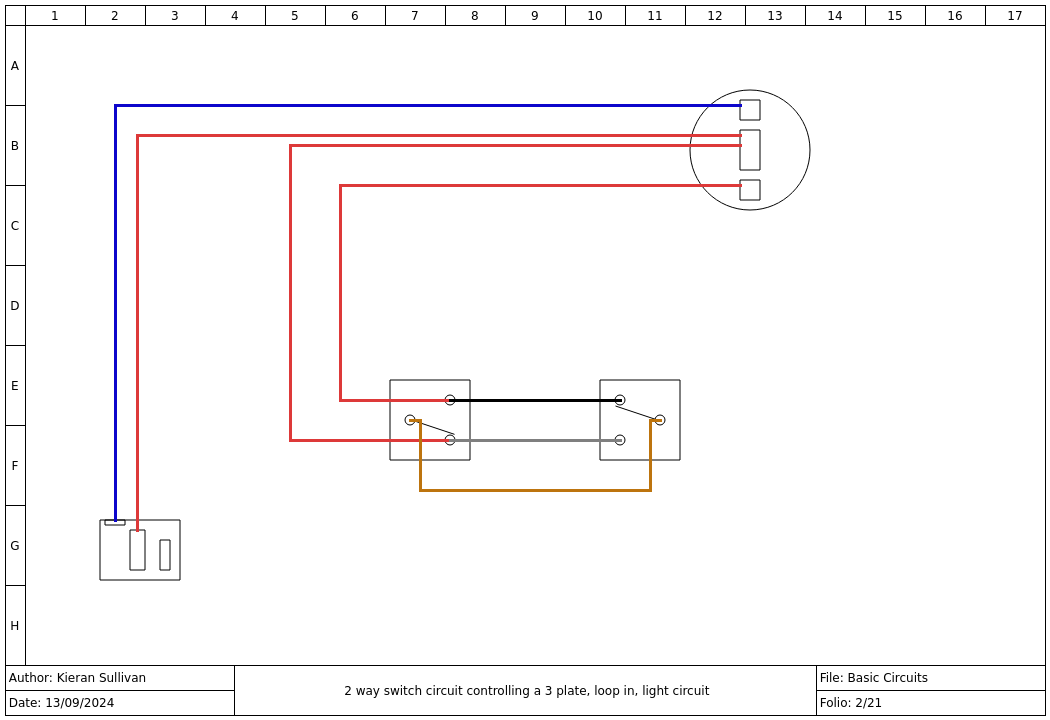 1 2 3 4 5 6 7 8 9 10 11 12 13 14 15 16 17
A
B
C
D
E
F
G
H
Author: Kieran Sullivan
Date: 13/09/2024
2 way switch circuit controlling a 3 plate, loop in, light circuit
File: Basic Circuits
Folio: 2/21